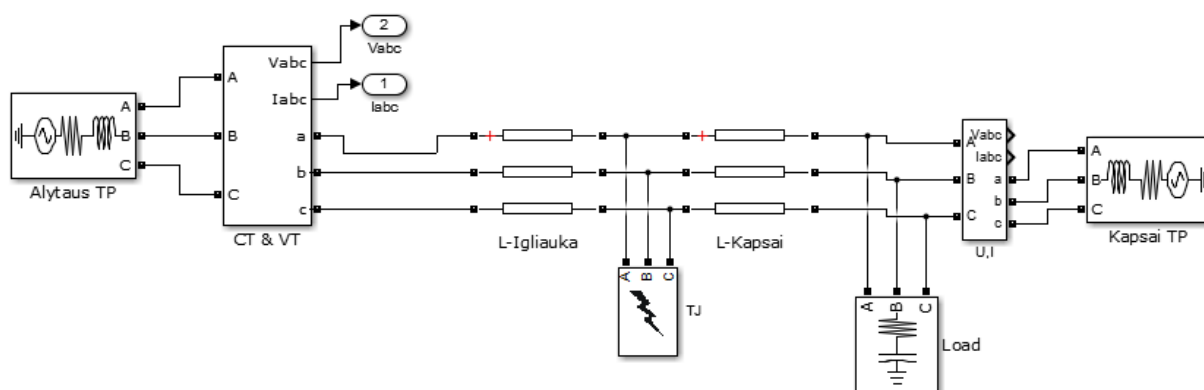 2
Vabc
1
Iabc
Vabc
Iabc
A
B
C
a
b
c
A
B
C
Alytaus TP
CT & VT
L-Igliauka
L-Kapsai
A
B
C
TJ
A
B
C
Load
Vabc
Iabc
A
B
C
a
b
c
U,I
A
B
C
Kapsai TP